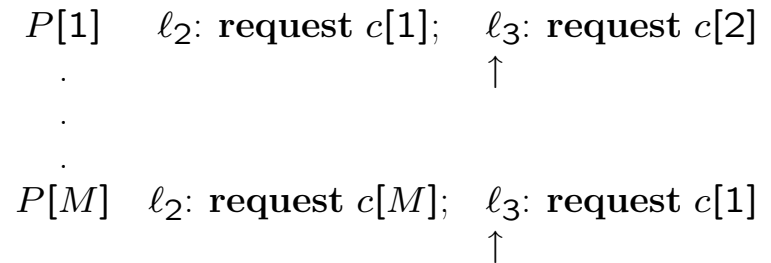 P[1] ℓ₂: request c[1]; ℓ₃: request c[2]
. ↑
.
.
P[M] ℓ₂: request c[M]; ℓ₃: request c[1]
↑